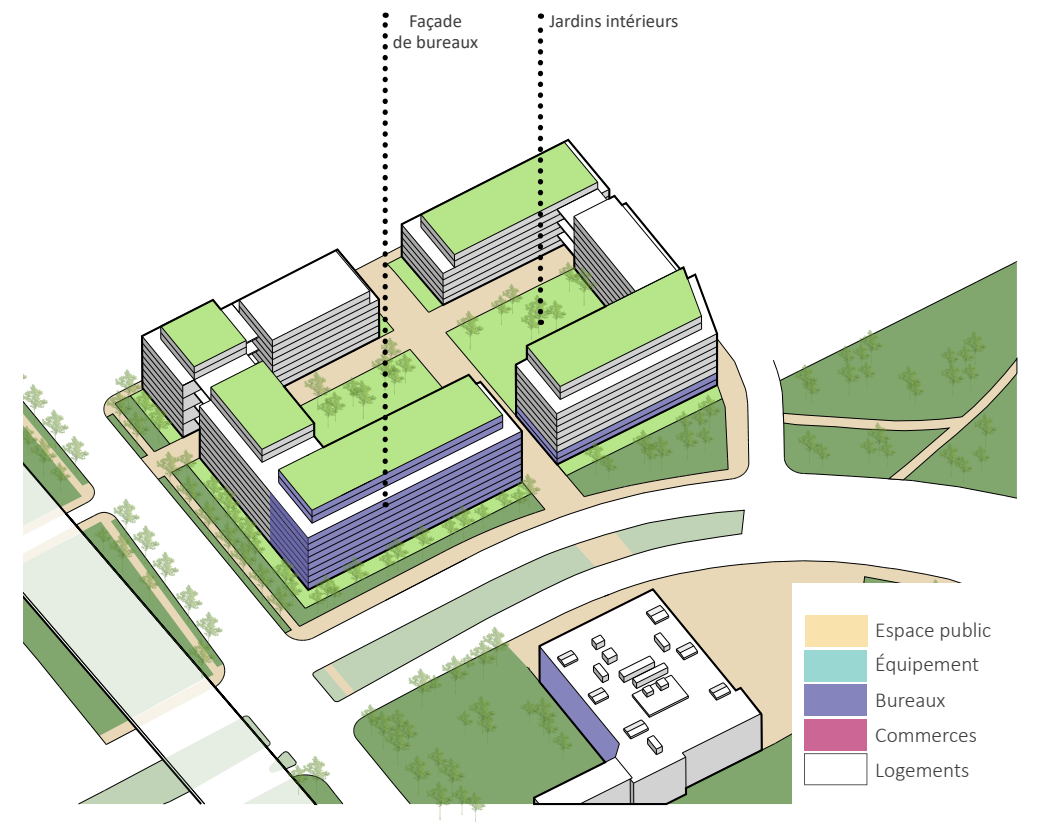 Façade
de bureaux
Jardins intérieurs
Espace public
Équipement
Bureaux
Commerces
Logements